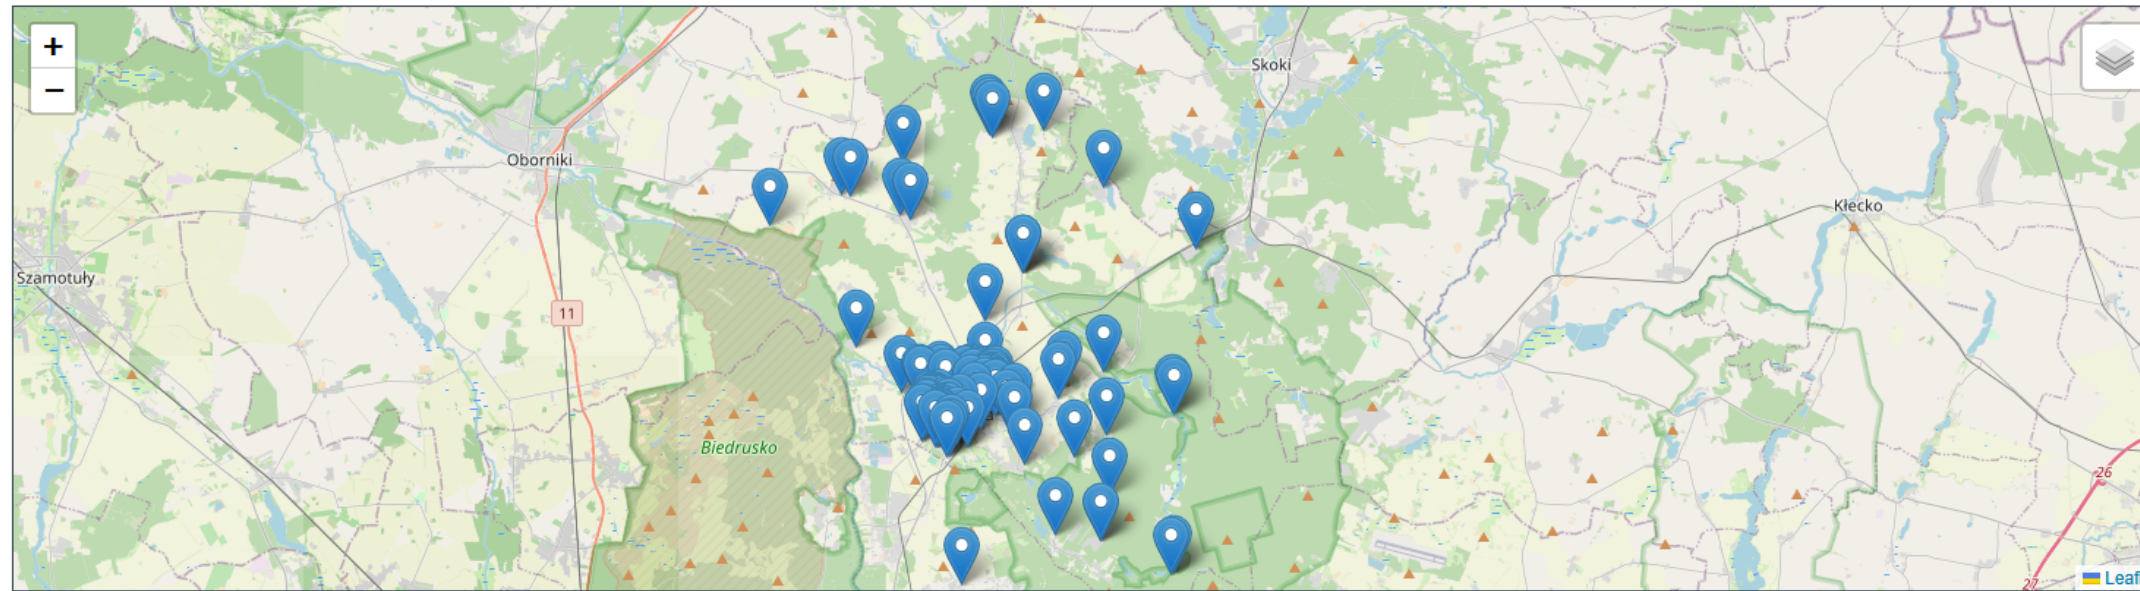 +
−
Skoki
Oborniki
Kłecko
Szamotuły
11
Biedrusko
26
27
Leaf